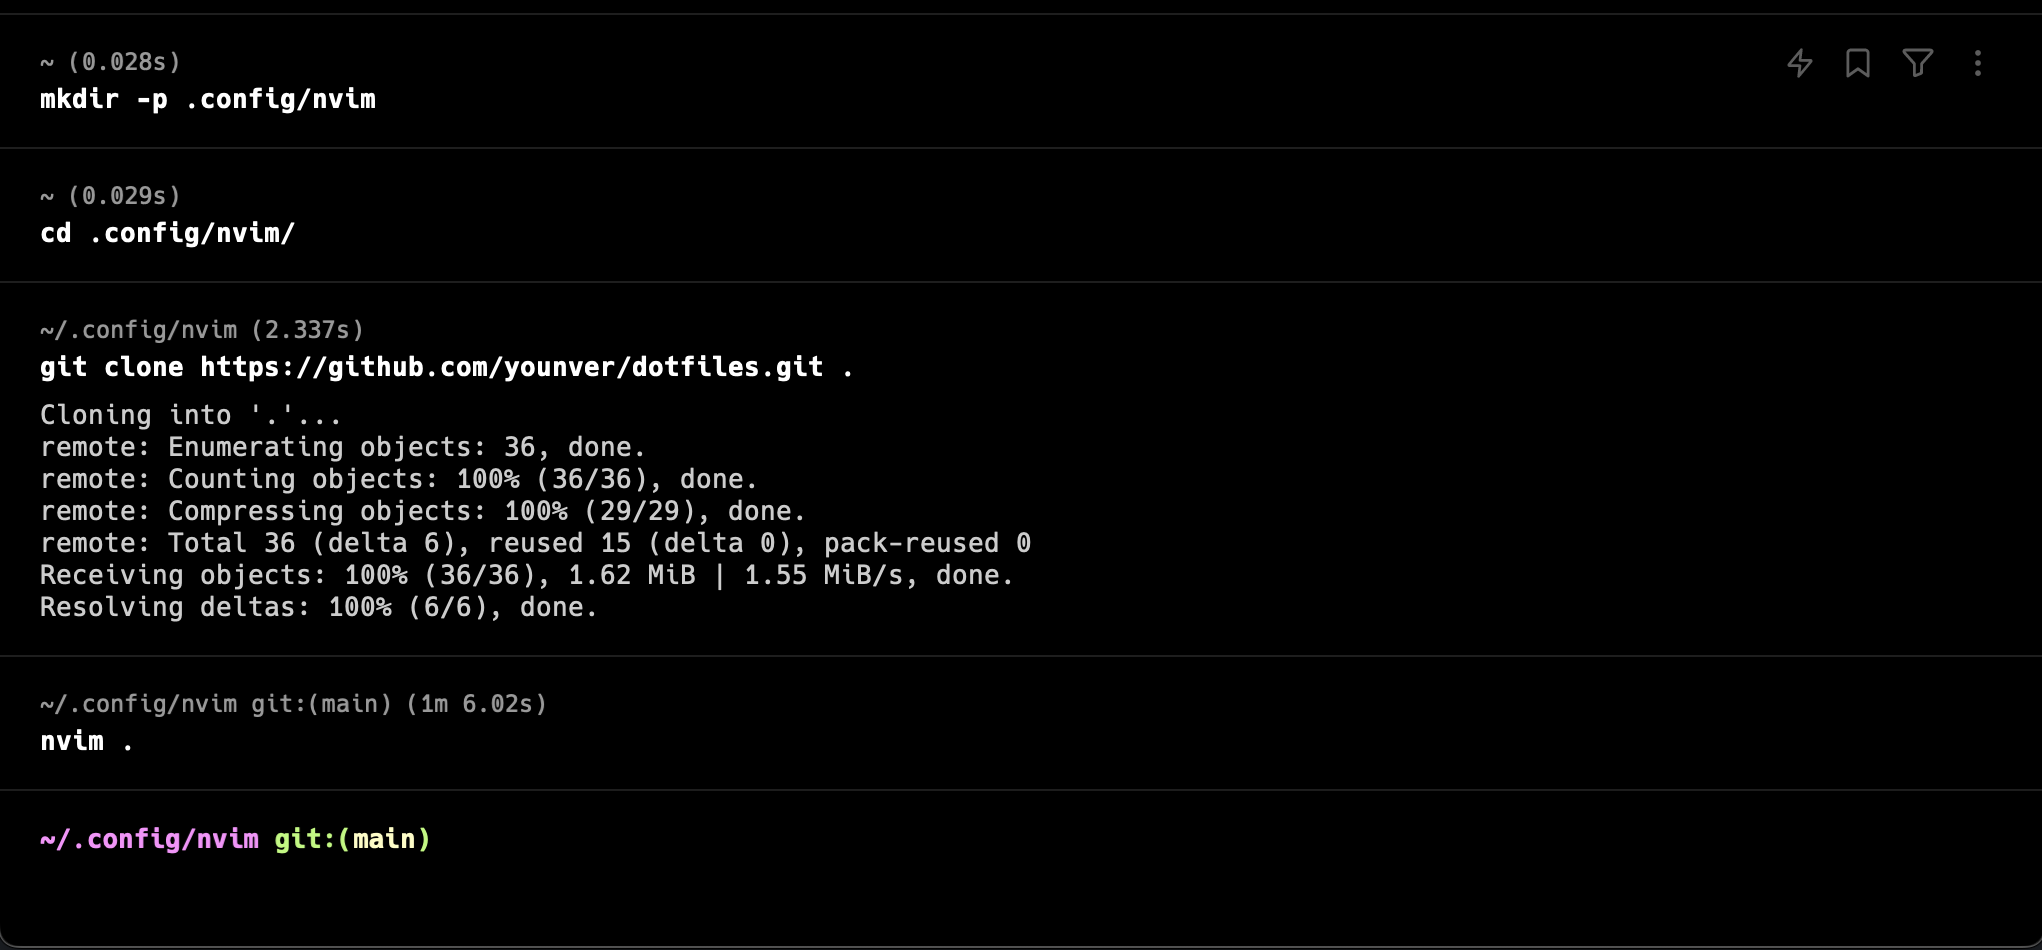 ~ (0.028s)
mkdir -p .config/nvim
~ (0.029s)
cd .config/nvim/
~/.config/nvim (2.337s)
git clone https://github.com/younver/dotfiles.git .
Cloning into '.'...
remote: Enumerating objects: 36, done.
remote: Counting objects: 100% (36/36), done.
remote: Compressing objects: 100% (29/29), done.
remote: Total 36 (delta 6), reused 15 (delta 0), pack-reused 0
Receiving objects: 100% (36/36), 1.62 MiB | 1.55 MiB/s, done.
Resolving deltas: 100% (6/6), done.
~/.config/nvim git:(main) (1m 6.02s)
nvim .
~/.config/nvim git:(main)